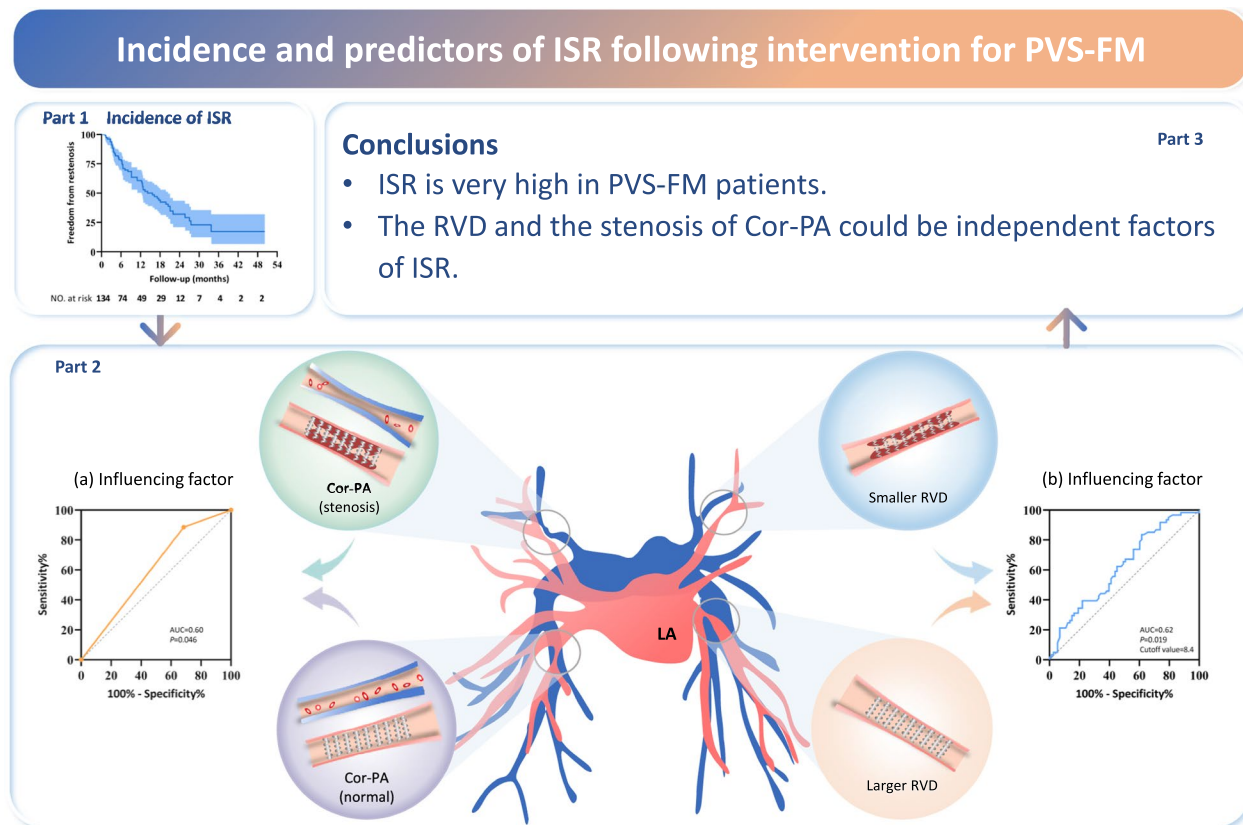 Incidence and predictors of ISR following intervention for PVS-FM
Part 1 Incidence of ISR
Freedom from restenosis
100
75
50
25
0
0 6 12 18 24 30 36 42 48 54
Follow-up (months)
NO. at risk 134 74 49 29 12 7 4 2 2
Part 3
Conclusions
• ISR is very high in PVS-FM patients.
• The RVD and the stenosis of Cor-PA could be independent factors
of ISR.
Part 2
(a) Influencing factor
Sensitivity%
100
80
60
40
20
0
AUC=0.60
P=0.046
0 20 40 60 80 100
100% - Specificity%
Cor-PA
(stenosis)
Cor-PA
(normal)
LA
Smaller RVD
Larger RVD
(b) Influencing factor
Sensitivity%
100
80
60
40
20
0
AUC=0.62
P=0.019
Cutoff value=8.4
0 20 40 60 80 100
100% - Specificity%